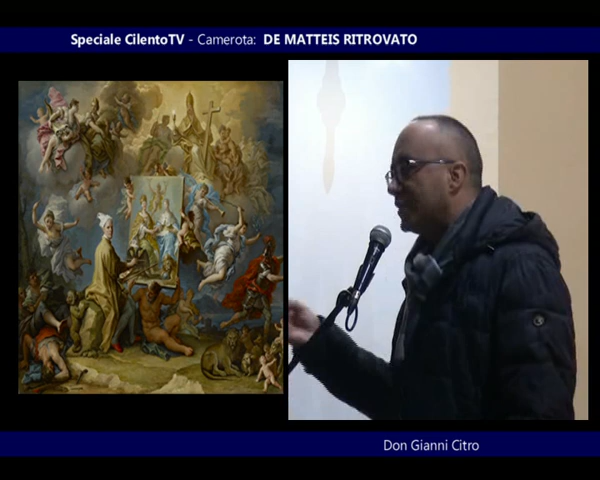 Speciale CilentoTV - Camerota: DE MATTEIS RITROVATO
Don Gianni Citro